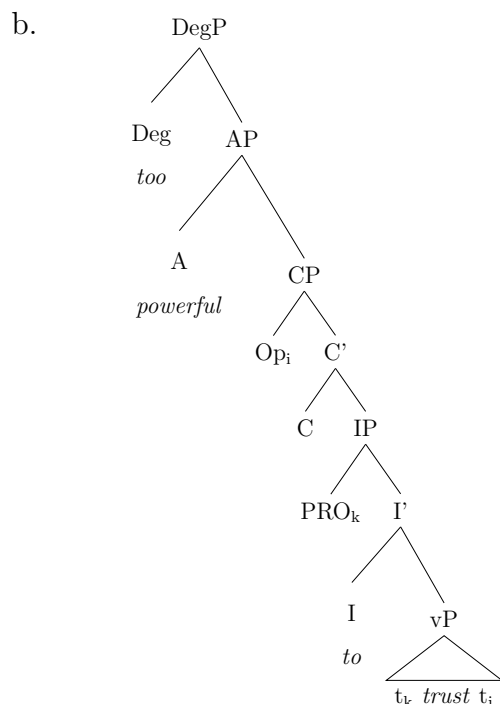 b.
DegP
Deg AP
too
A CP
powerful
Opᵢ C'
C IP
PROₖ I'
I vP
to
tₖ trust tᵢ